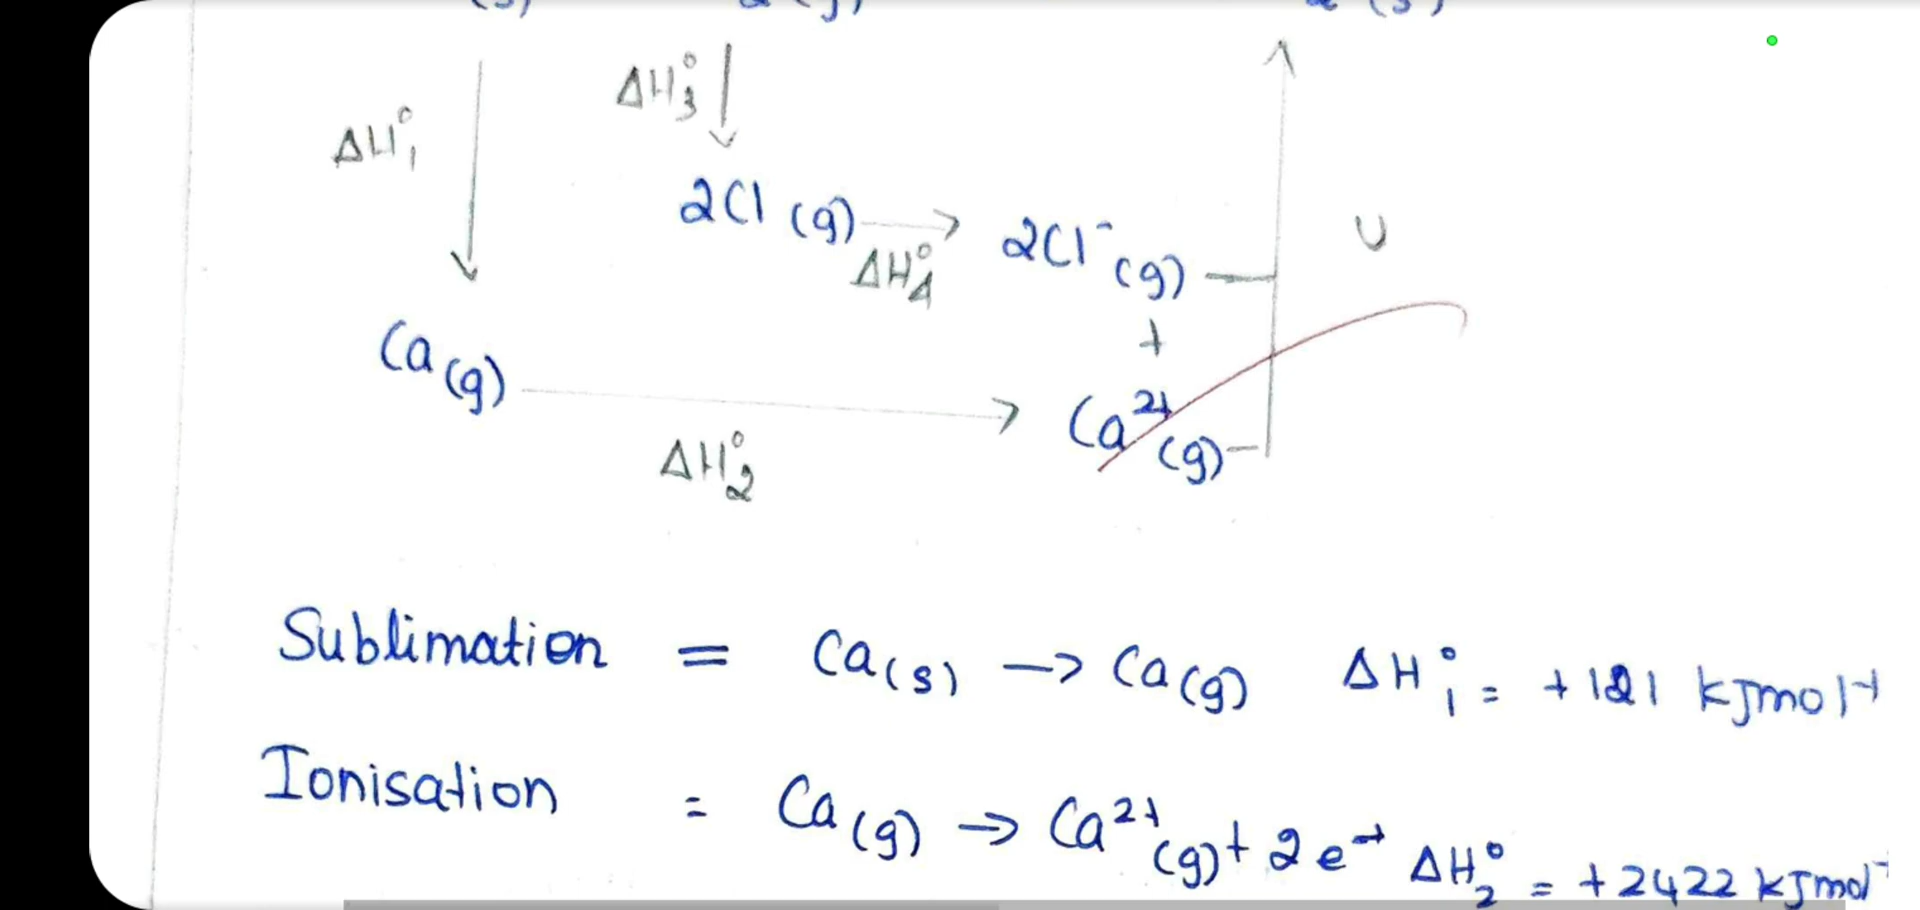 ΔH°₃
ΔH°₁
2Cl (g) → 2Cl⁻ (g)
ΔH°₄
U
+
Ca (g) → Ca²⁺ (g)
ΔH°₂
Sublimation = Ca(s) → Ca(g) ΔH°₁ = +121 kJmol⁻¹
Ionisation = Ca(g) → Ca²⁺(g) + 2e⁻ ΔH°₂ = +2422 kJmol⁻